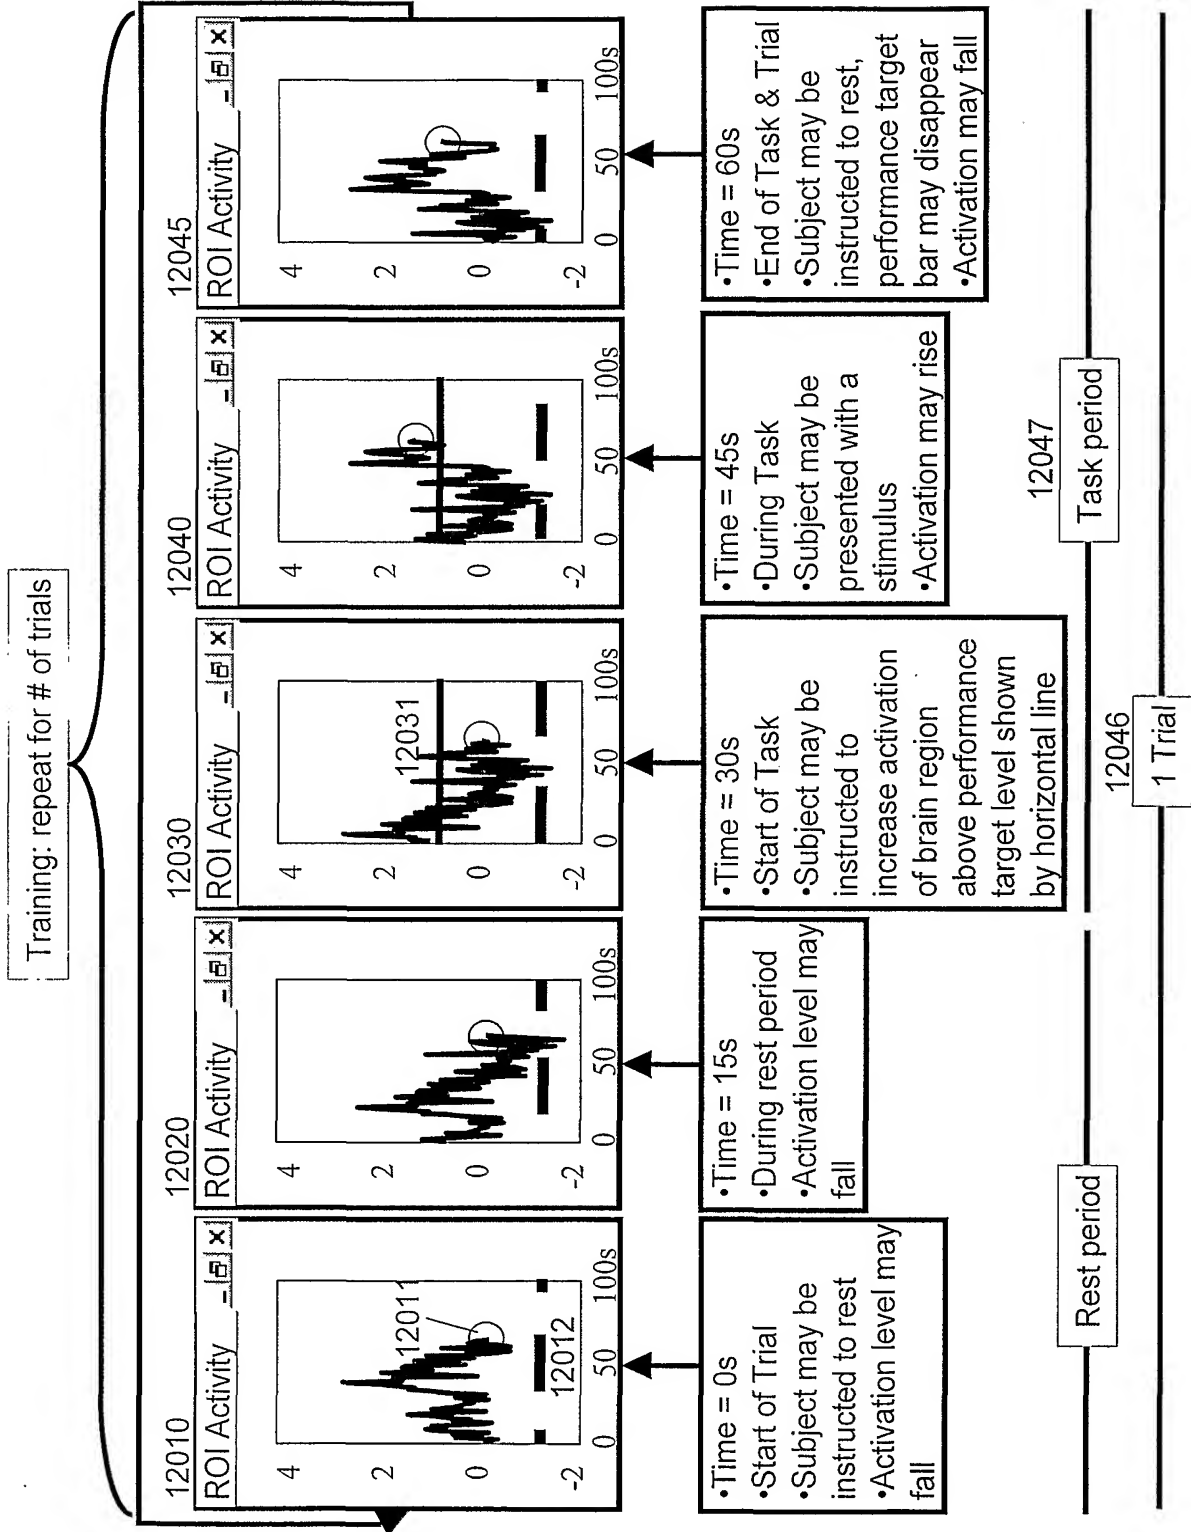 Training: repeat for # of trials
12010
ROI Activity
4
2
0
-2
12011
12012
0
50
100s
12020
ROI Activity
4
2
0
-2
0
50
100s
12030
ROI Activity
4
2
0
-2
12031
0
50
100s
12040
ROI Activity
4
2
0
-2
0
50
100s
12045
ROI Activity
4
2
0
-2
0
50
100s
•Time = 0s
•Start of Trial
•Subject may be
instructed to rest
•Activation level may
fall
•Time = 15s
•During rest period
•Activation level may
fall
•Time = 30s
•Start of Task
•Subject may be
instructed to
increase activation
of brain region
above performance
target level shown
by horizontal line
•Time = 45s
•During Task
•Subject may be
presented with a
stimulus
•Activation may rise
•Time = 60s
•End of Task & Trial
•Subject may be
instructed to rest,
performance target
bar may disappear
•Activation may fall
Rest period
12047
Task period
12046
1 Trial